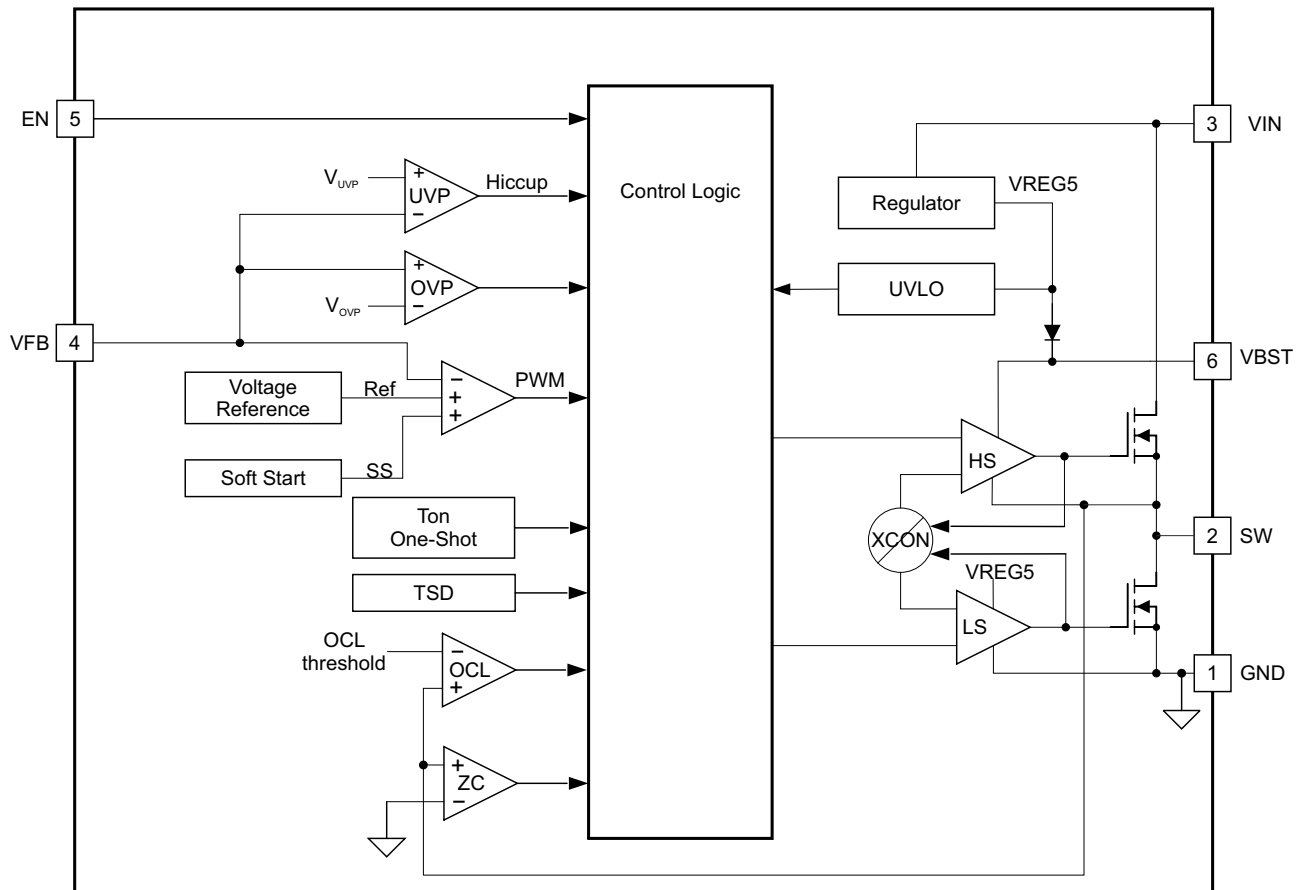 EN
5
3
VIN
VUVP
+
UVP
−
Hiccup
Control Logic
Regulator
VREG5
+
OVP
−
VOVP
UVLO
VFB
4
6
VBST
Voltage
Reference
Ref
−
+
+
PWM
Soft Start
SS
HS
Ton
One-Shot
XCON
2
SW
TSD
VREG5
LS
OCL
threshold
−
OCL
+
1
GND
+
ZC
−